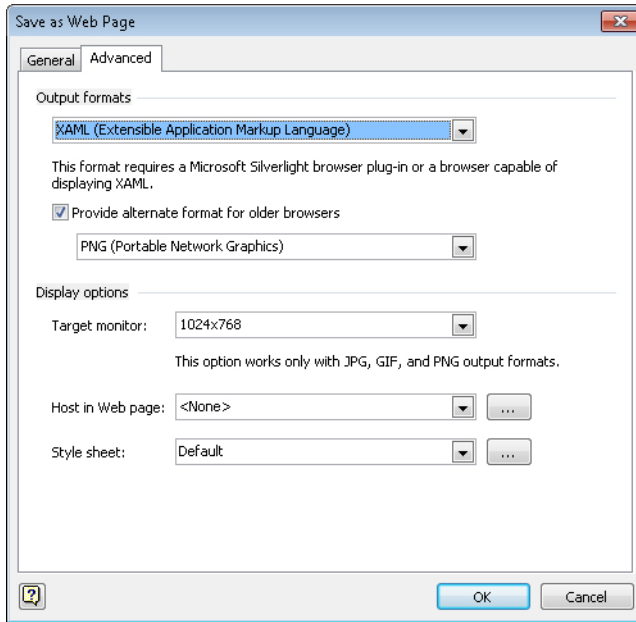 Save as Web Page
General
Advanced
Output formats
XAML (Extensible Application Markup Language)
This format requires a Microsoft Silverlight browser plug-in or a browser capable of
displaying XAML.
Provide alternate format for older browsers
PNG (Portable Network Graphics)
Display options
Target monitor:
1024x768
This option works only with JPG, GIF, and PNG output formats.
Host in Web page:
<None>
...
Style sheet:
Default
...
?
OK
Cancel